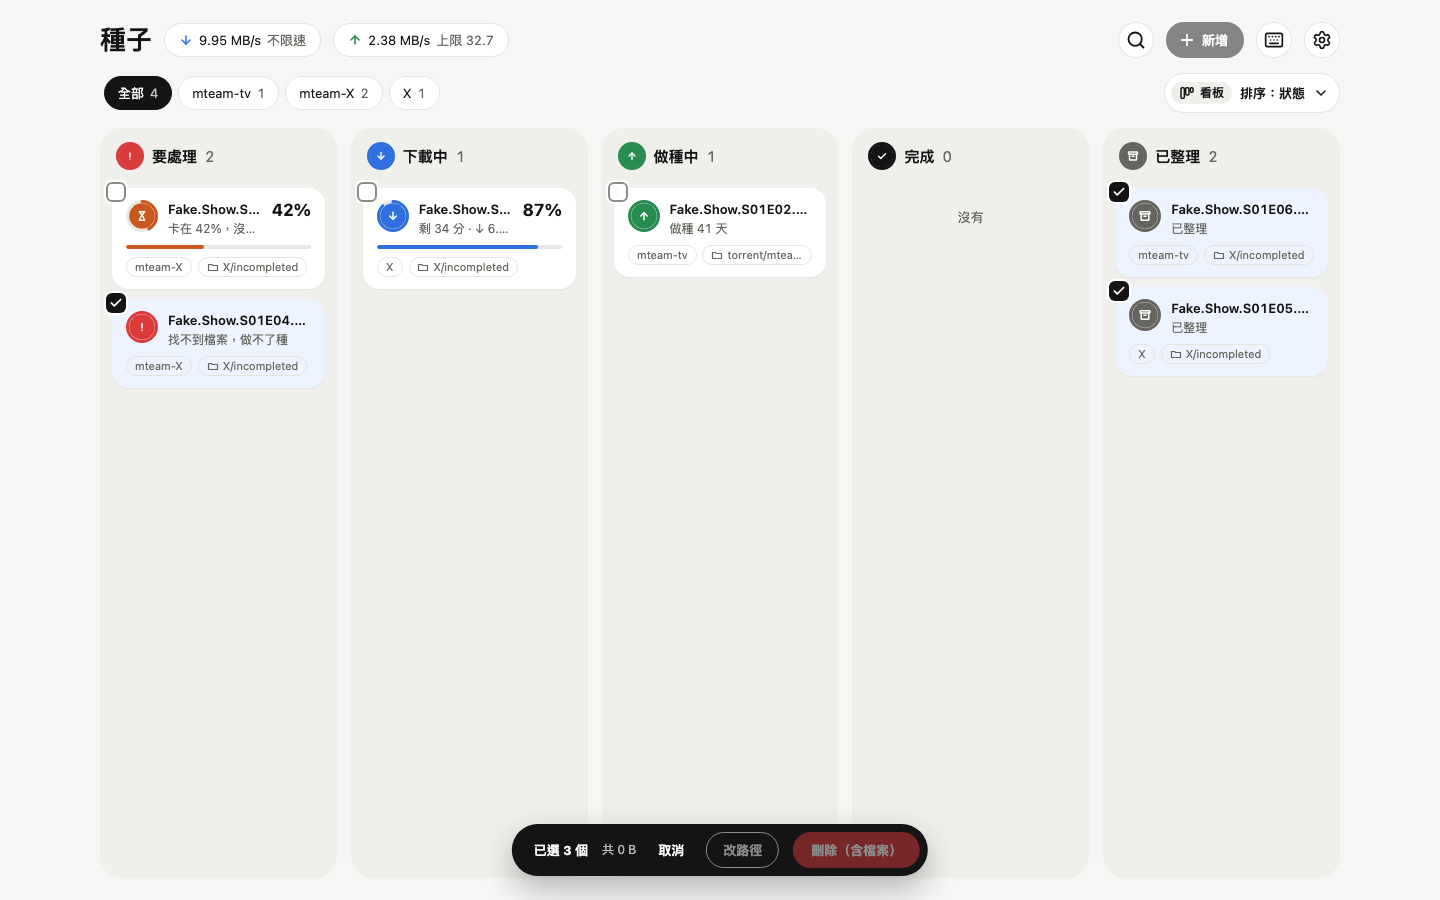 種子
9.95 MB/s 不限速
2.38 MB/s 上限 32.7
新增
全部 4
mteam-tv 1
mteam-X 2
X 1
看板
排序：狀態
要處理 2
Fake.Show.S... 42%
卡在 42%，沒...
mteam-X
X/incompleted
Fake.Show.S01E04....
找不到檔案，做不了種
mteam-X
X/incompleted
下載中 1
Fake.Show.S... 87%
剩 34 分 · ↓ 6....
X
X/incompleted
做種中 1
Fake.Show.S01E02....
做種 41 天
mteam-tv
torrent/mtea...
完成 0
沒有
已整理 2
Fake.Show.S01E06....
已整理
mteam-tv
X/incompleted
Fake.Show.S01E05....
已整理
X
X/incompleted
已選 3 個 共 0 B 取消 改路徑 刪除（含檔案）